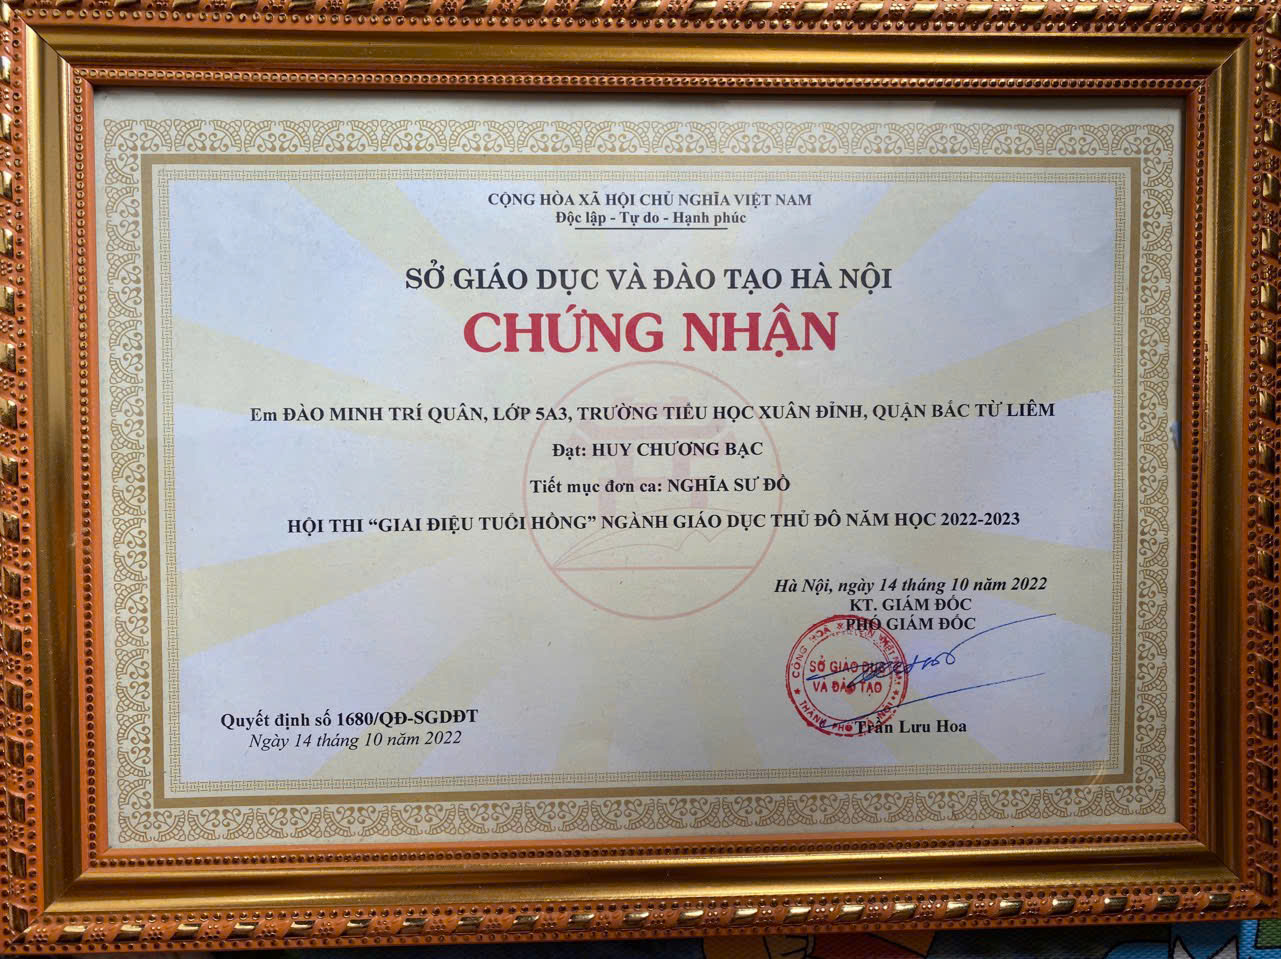 CỘNG HÒA XÃ HỘI CHỦ NGHĨA VIỆT NAM
Độc lập - Tự do - Hạnh phúc
SỞ GIÁO DỤC VÀ ĐÀO TẠO HÀ NỘI
CHỨNG NHẬN
Em ĐÀO MINH TRÍ QUÂN, LỚP 5A3, TRƯỜNG TIỂU HỌC XUÂN ĐỈNH, QUẬN BẮC TỪ LIÊM
Đạt: HUY CHƯƠNG BẠC
Tiết mục đơn ca: NGHĨA SƯ ĐỒ
HỘI THI “GIAI ĐIỆU TUỔI HỒNG” NGÀNH GIÁO DỤC THỦ ĐÔ NĂM HỌC 2022-2023
Hà Nội, ngày 14 tháng 10 năm 2022
KT. GIÁM ĐỐC
PHÓ GIÁM ĐỐC
SỞ GIÁO DỤC
VÀ ĐÀO TẠO
Trần Lưu Hoa
Quyết định số 1680/QĐ-SGDĐT
Ngày 14 tháng 10 năm 2022